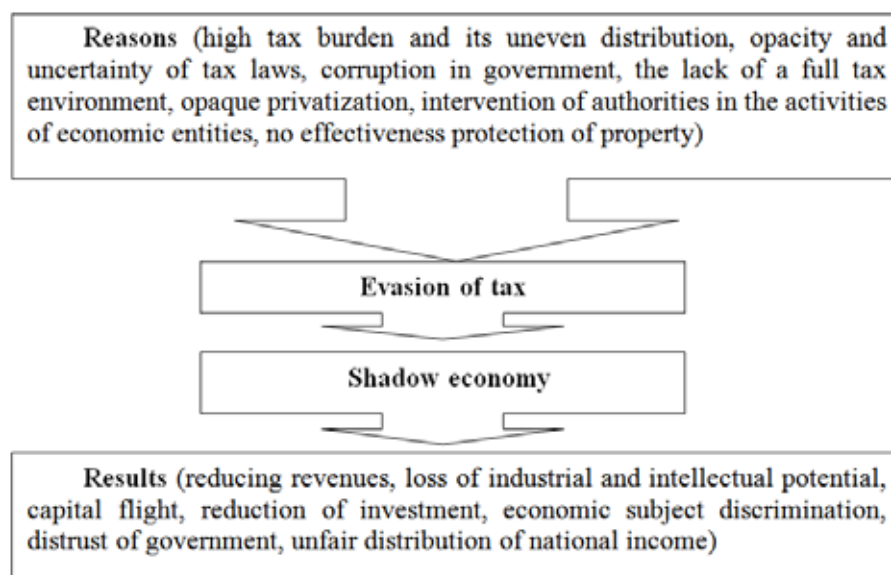 Reasons (high tax burden and its uneven distribution, opacity and
uncertainty of tax laws, corruption in government, the lack of a full tax
environment, opaque privatization, intervention of authorities in the activities
of economic entities, no effectiveness protection of property)
Evasion of tax
Shadow economy
Results (reducing revenues, loss of industrial and intellectual potential,
capital flight, reduction of investment, economic subject discrimination,
distrust of government, unfair distribution of national income)